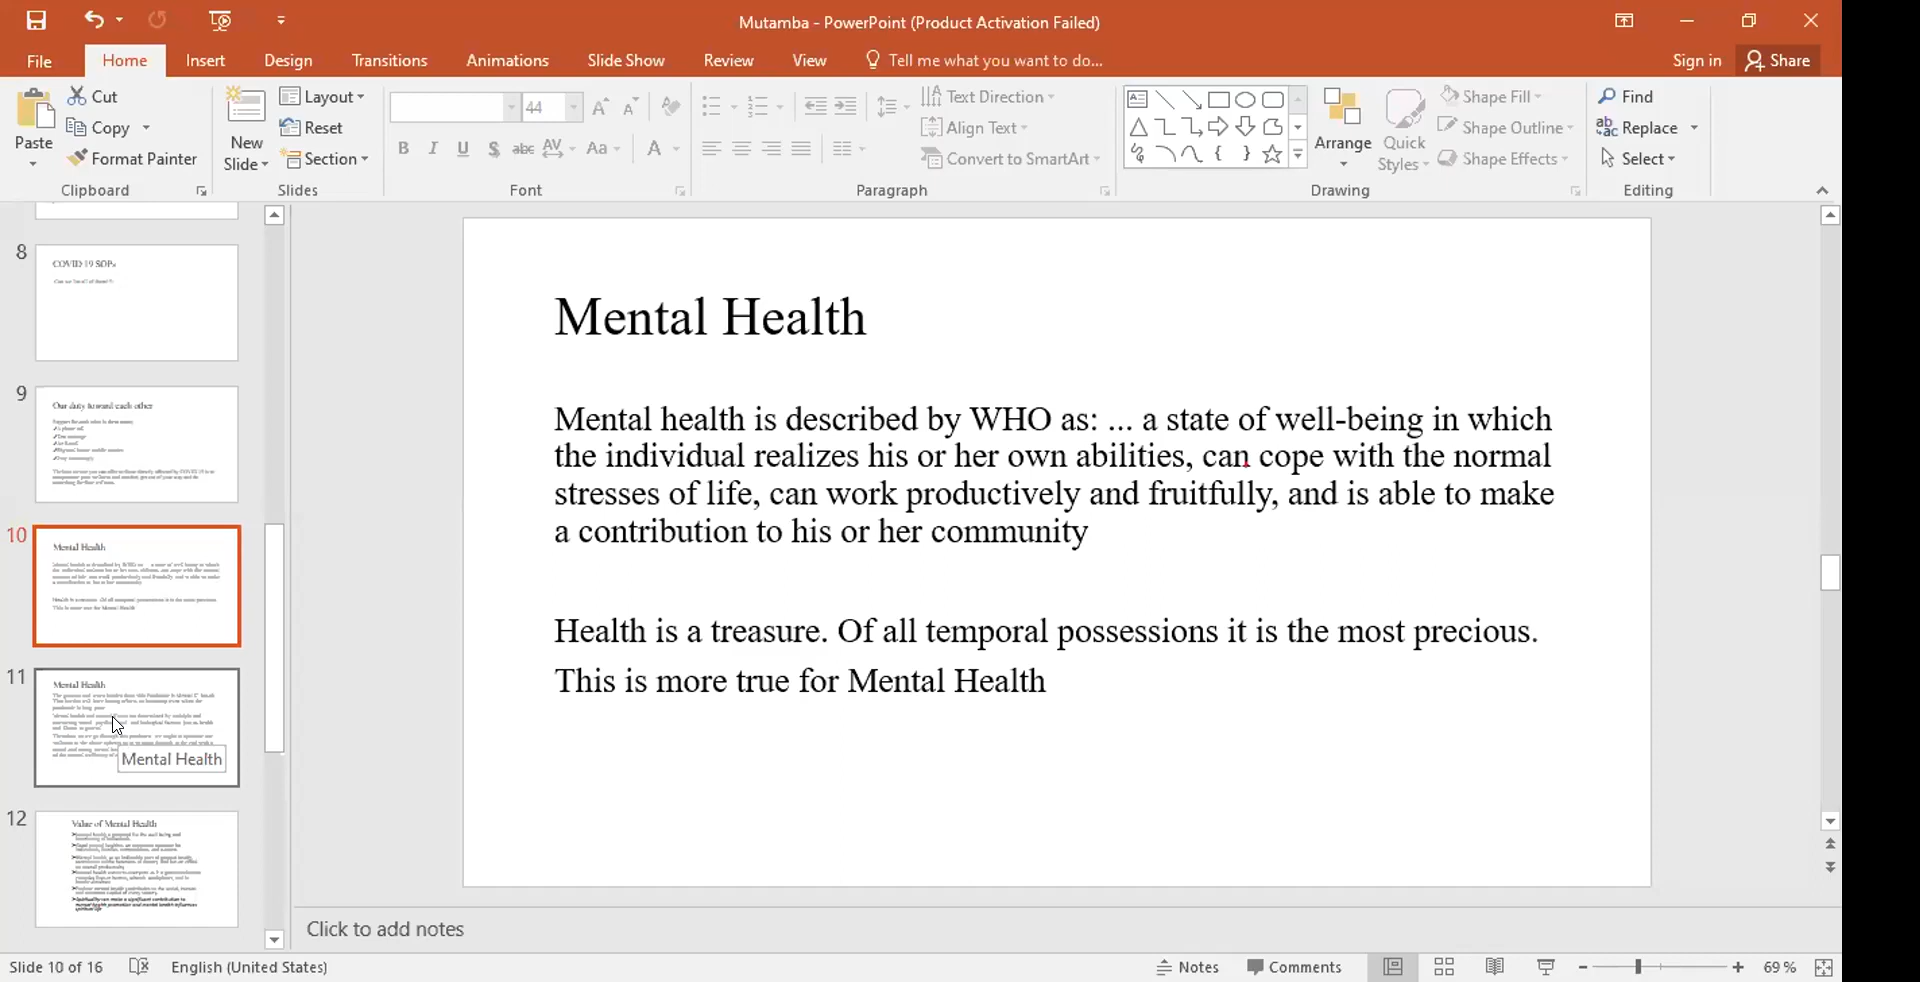 Mutamba - PowerPoint (Product Activation Failed)
File Home Insert Design Transitions Animations Slide Show Review View Tell me what you want to do... Sign in Share
Paste Cut Copy Format Painter
New Slide Layout Reset Section
44
B I U S abc AV Aa A
Text Direction
Align Text
Convert to SmartArt
Arrange Quick Styles
Shape Fill
Shape Outline
Shape Effects
Find
Replace
Select
Clipboard Slides Font Paragraph Drawing Editing
8
COVID 19 SOPs
9
Our duty toward each other
10
Mental Health
11
Mental Health
Mental Health
12
Value of Mental Health
Mental Health
Mental health is described by WHO as: ... a state of well-being in which
the individual realizes his or her own abilities, can cope with the normal
stresses of life, can work productively and fruitfully, and is able to make
a contribution to his or her community
Health is a treasure. Of all temporal possessions it is the most precious.
This is more true for Mental Health
Click to add notes
Slide 10 of 16 English (United States) Notes Comments 69 %